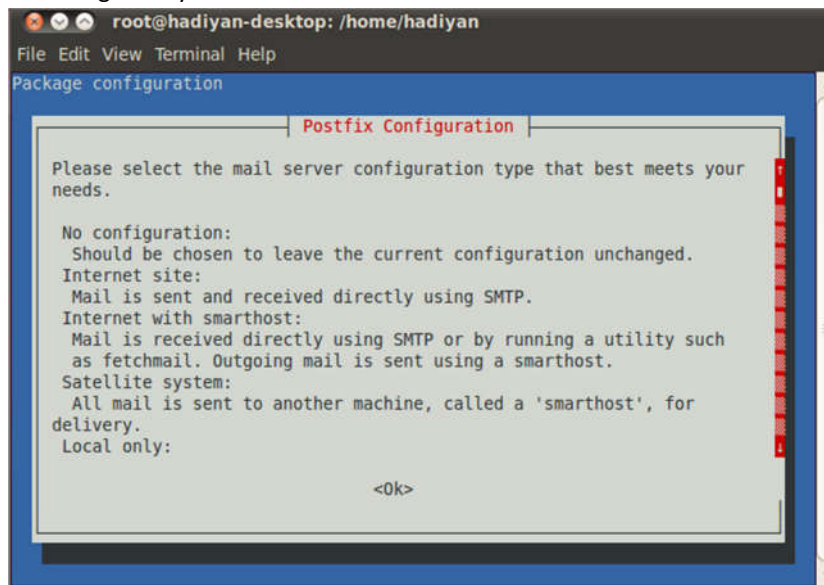 root@hadiyan-desktop: /home/hadiyan
File Edit View Terminal Help
Package configuration
Postfix Configuration
Please select the mail server configuration type that best meets your
needs.
No configuration:
Should be chosen to leave the current configuration unchanged.
Internet site:
Mail is sent and received directly using SMTP.
Internet with smarthost:
Mail is received directly using SMTP or by running a utility such
as fetchmail. Outgoing mail is sent using a smarthost.
Satellite system:
All mail is sent to another machine, called a 'smarthost', for
delivery.
Local only:
<Ok>